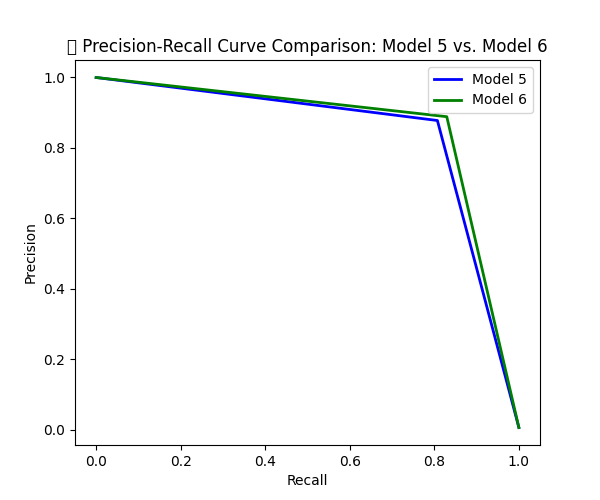 Precision-Recall Curve Comparison: Model 5 vs. Model 6
Model 5
Model 6
1.0
0.8
0.6
0.4
0.2
0.0
Precision
0.0 0.2 0.4 0.6 0.8 1.0
Recall